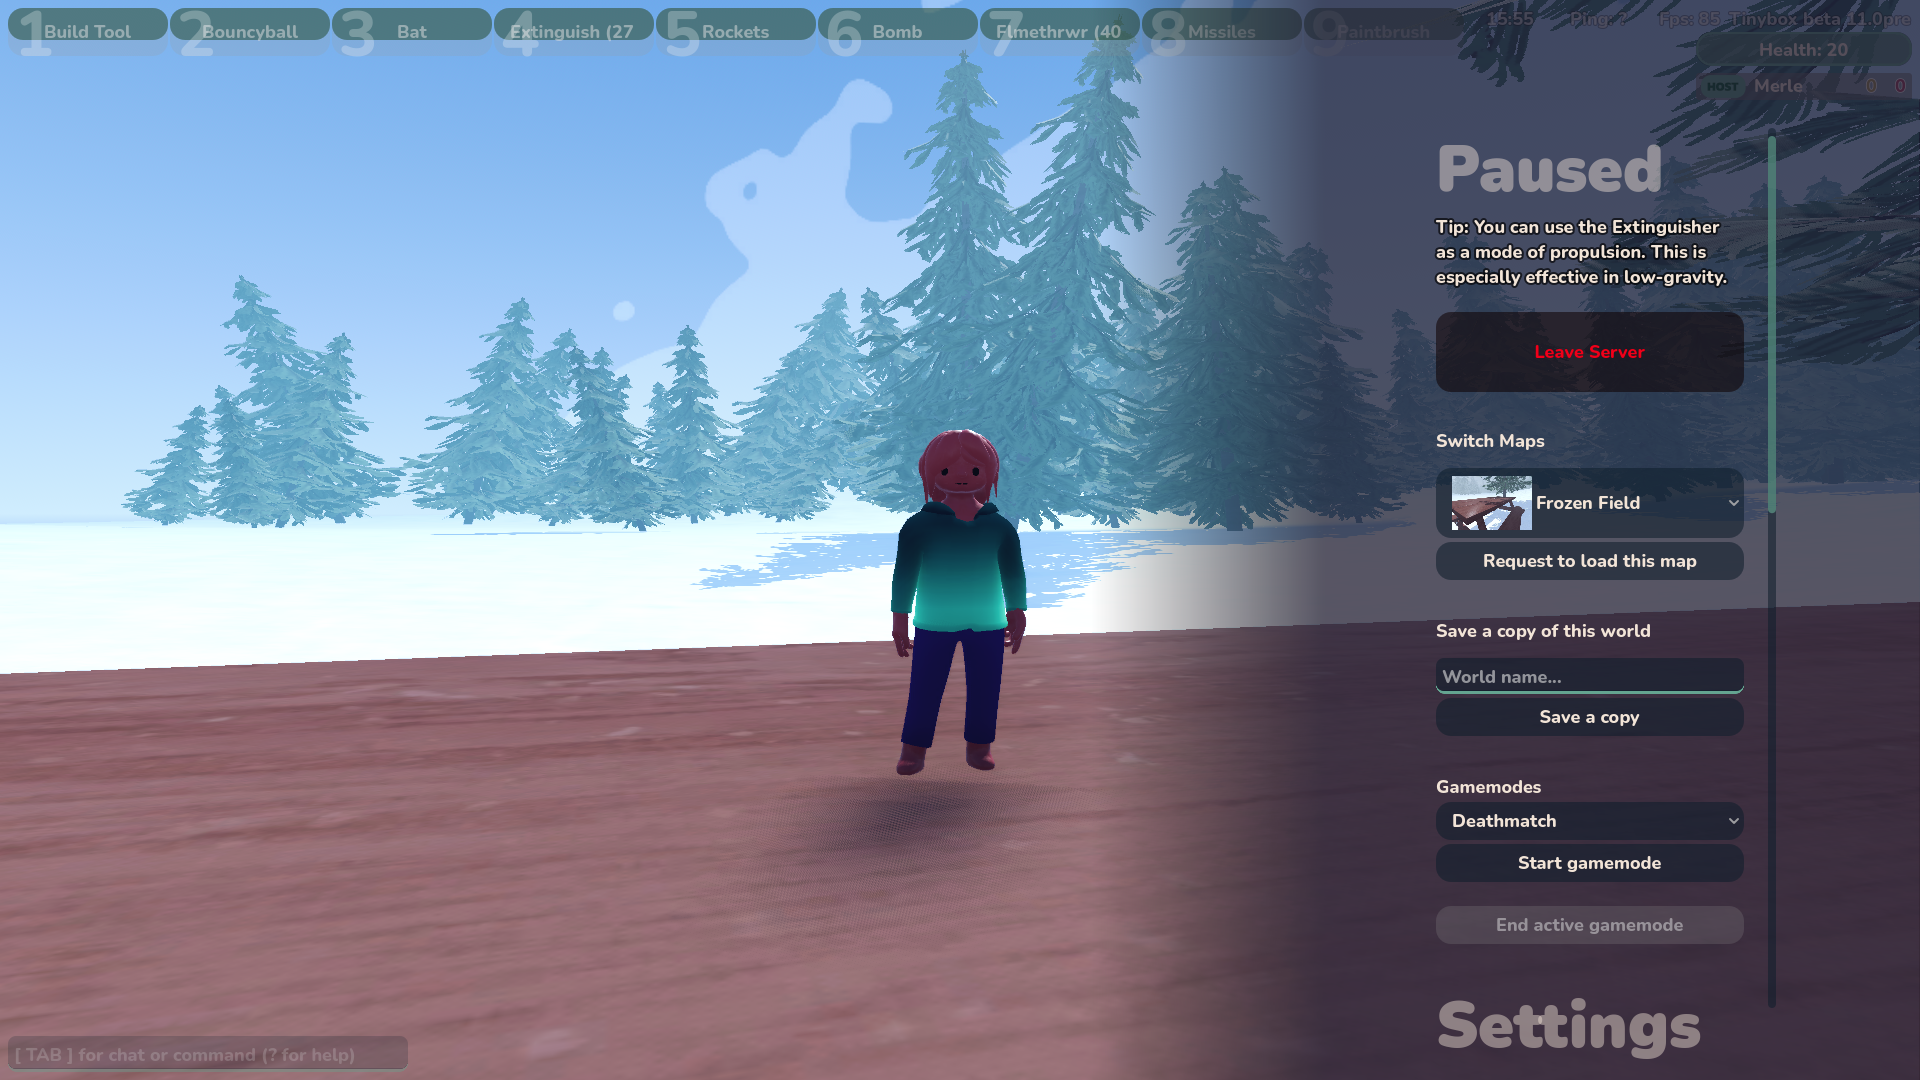 1 Build Tool
2 Bouncyball
3 Bat
4 Extinguish (27
5 Rockets
6 Bomb
7 Flmethrwr (40
8 Missiles
9 Paintbrush
15:55 Ping: ? Fps: 85 Tinybox beta 11.0pre
Health: 20
HOST Merle 0 0
Paused
Tip: You can use the Extinguisher
as a mode of propulsion. This is
especially effective in low-gravity.
Leave Server
Switch Maps
Frozen Field
Request to load this map
Save a copy of this world
World name...
Save a copy
Gamemodes
Deathmatch
Start gamemode
End active gamemode
Settings
[ TAB ] for chat or command (? for help)